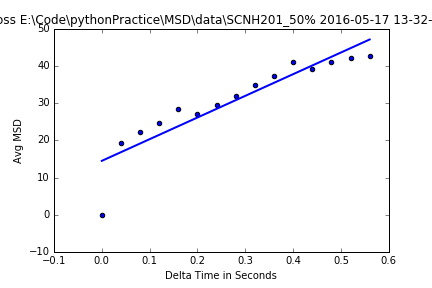 oss E:\Code\pythonPractice\MSD\data\SCNH201_50% 2016-05-17 13-32-
50
40
30
20
10
0
−10
Avg MSD
−0.1 0.0 0.1 0.2 0.3 0.4 0.5 0.6
Delta Time in Seconds